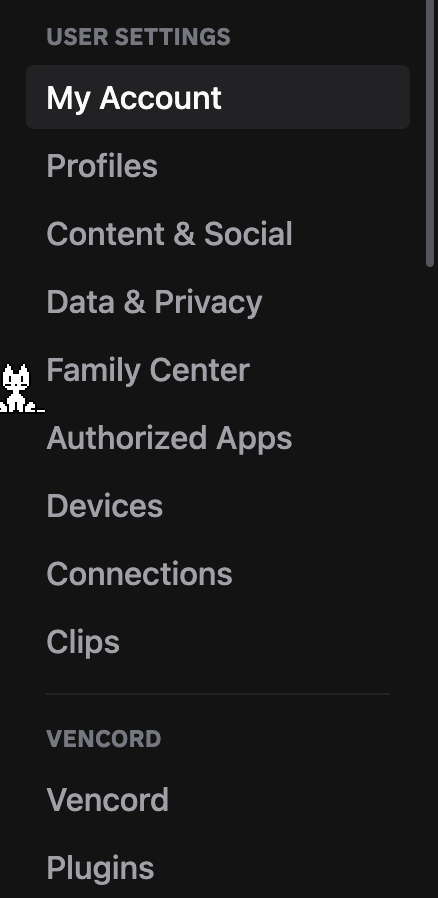 USER SETTINGS
My Account
Profiles
Content & Social
Data & Privacy
Family Center
Authorized Apps
Devices
Connections
Clips
VENCORD
Vencord
Plugins